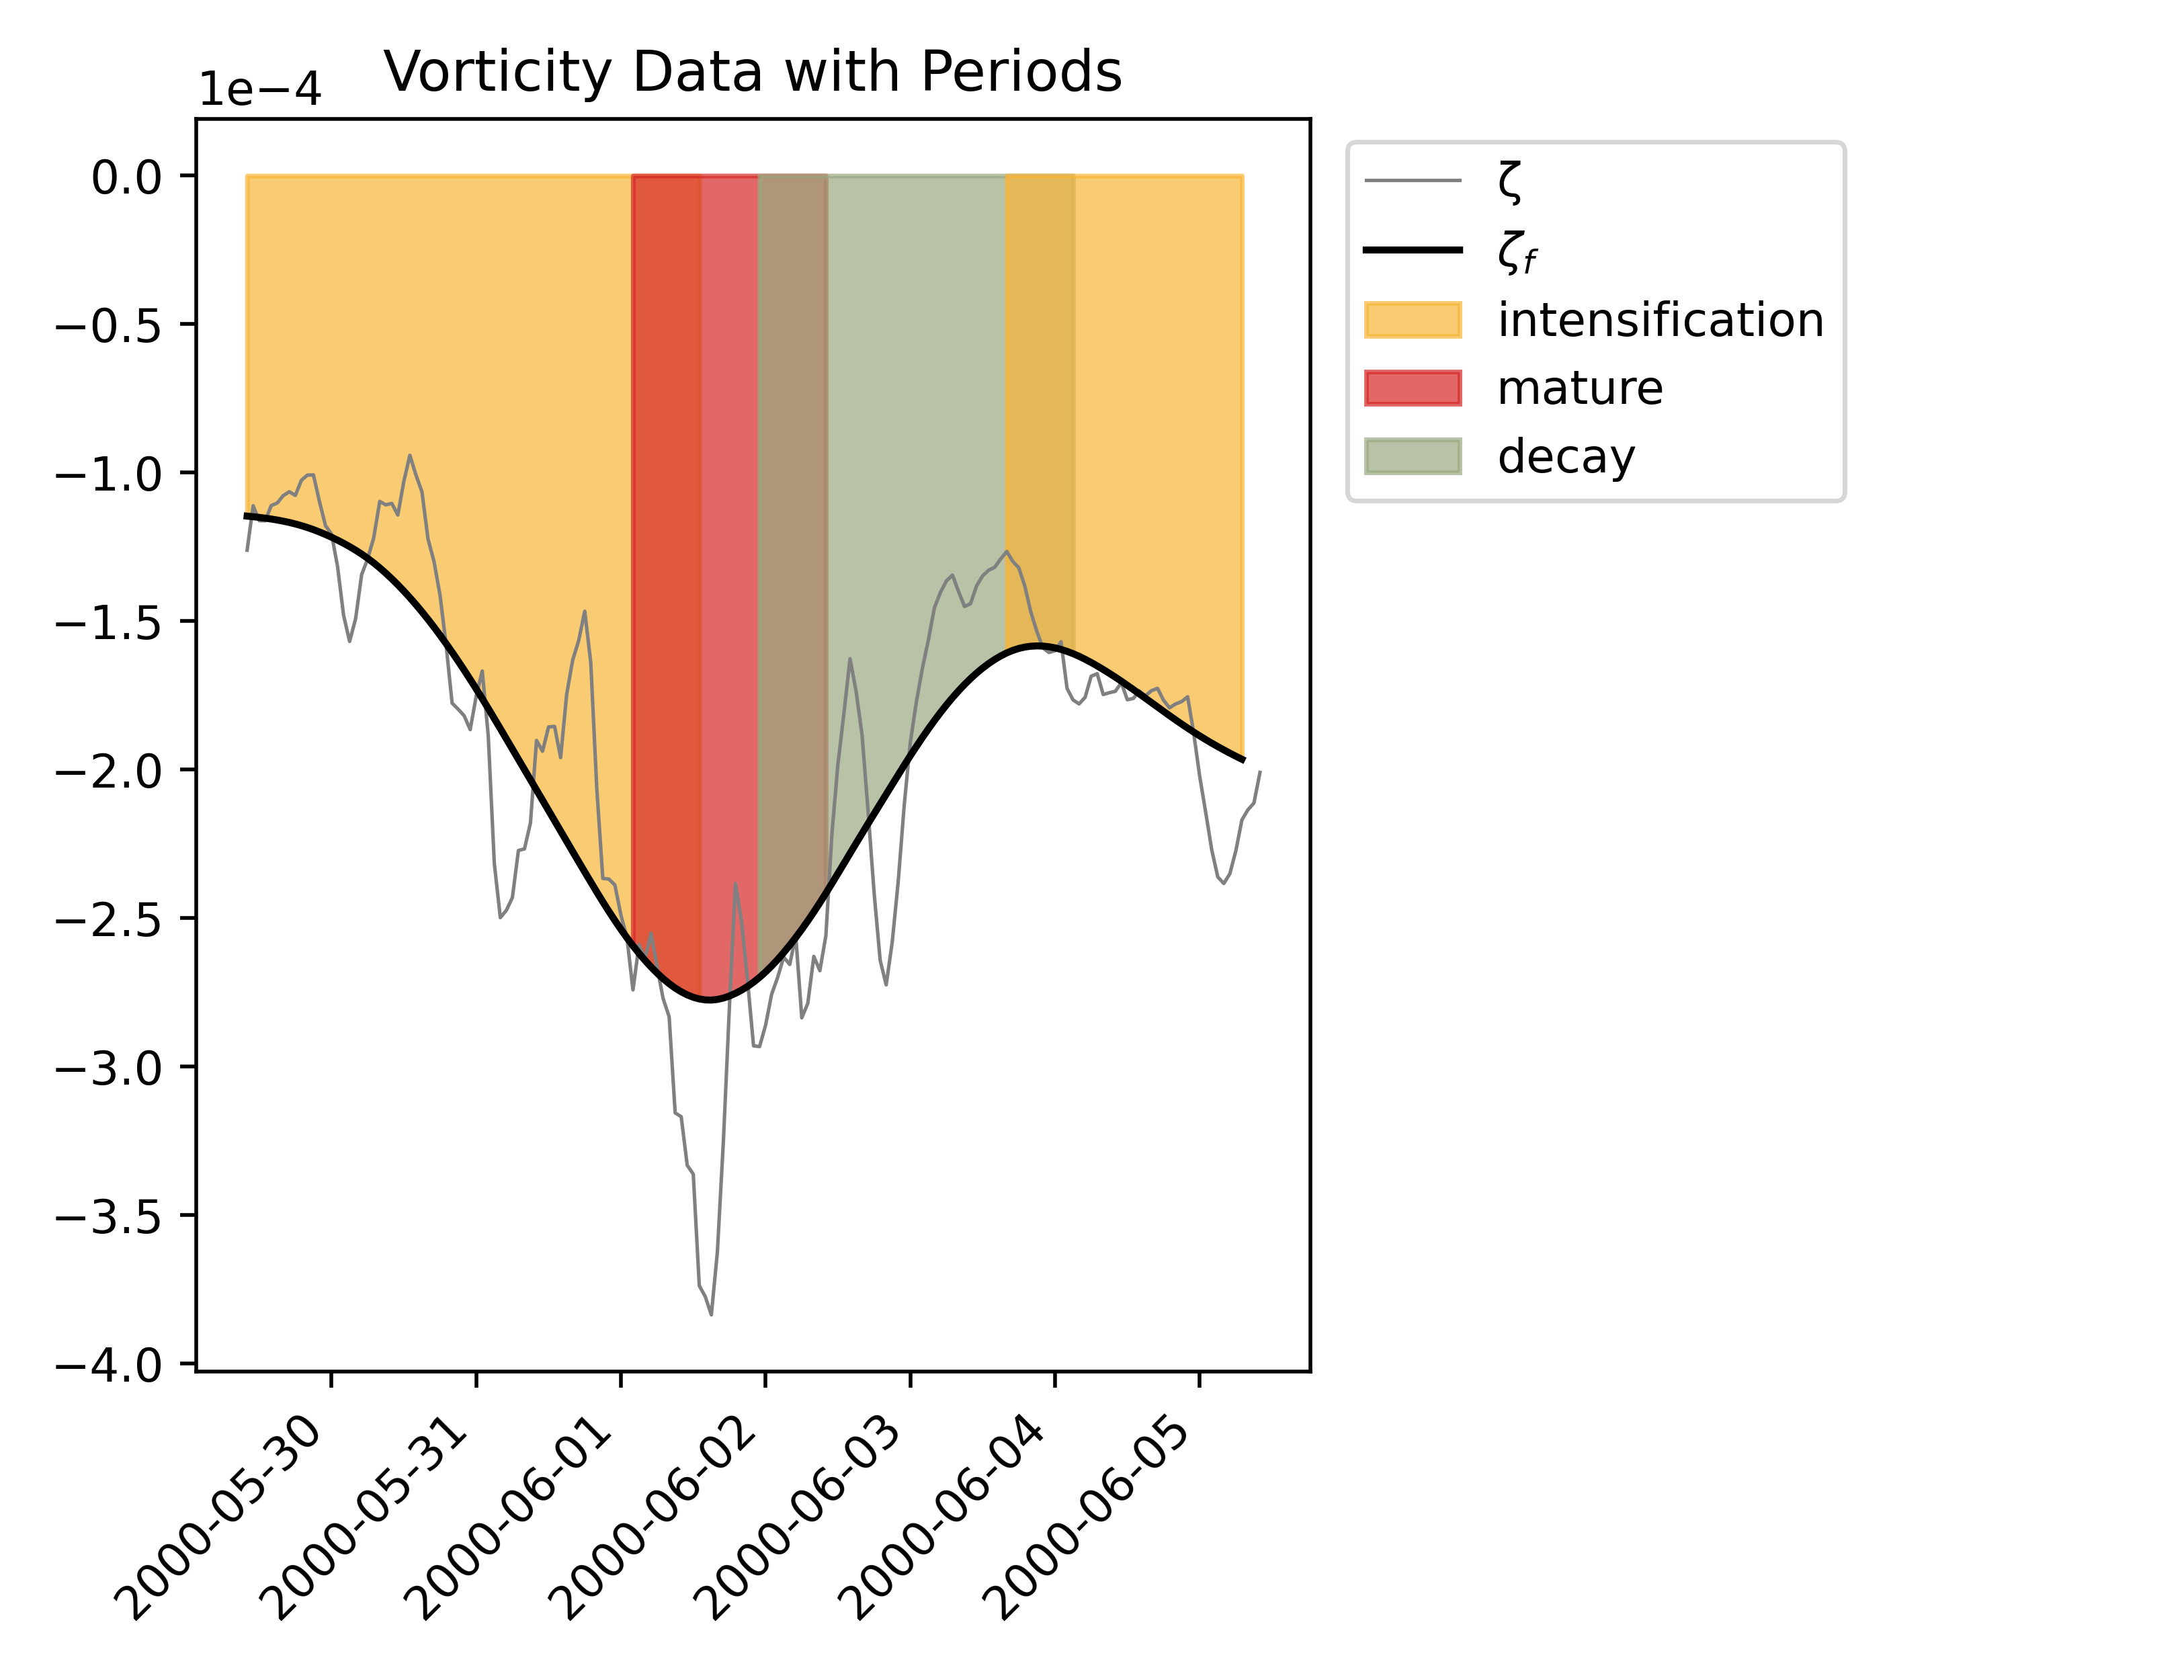 Vorticity Data with Periods
1e−4
0.0
−0.5
−1.0
−1.5
−2.0
−2.5
−3.0
−3.5
−4.0
2000-05-30
2000-05-31
2000-06-01
2000-06-02
2000-06-03
2000-06-04
2000-06-05
ζ
ζf
intensification
mature
decay